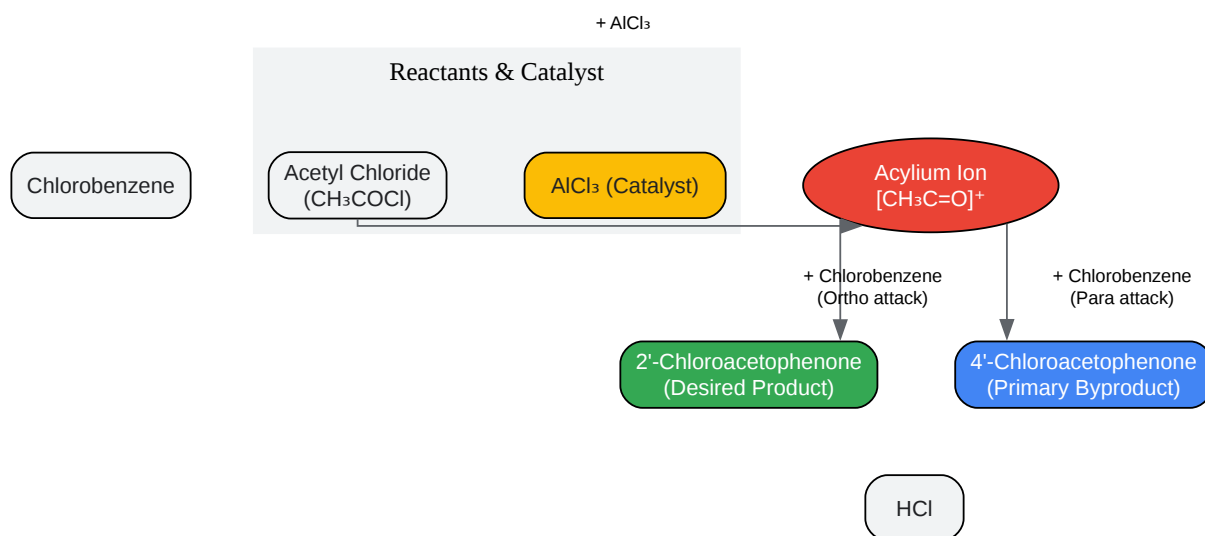 + AlCl₃
Reactants & Catalyst
Chlorobenzene
Acetyl Chloride
(CH₃COCl)
AlCl₃ (Catalyst)
Acylium Ion
[CH₃C=O]⁺
+ Chlorobenzene
(Ortho attack)
+ Chlorobenzene
(Para attack)
2'-Chloroacetophenone
(Desired Product)
4'-Chloroacetophenone
(Primary Byproduct)
HCl